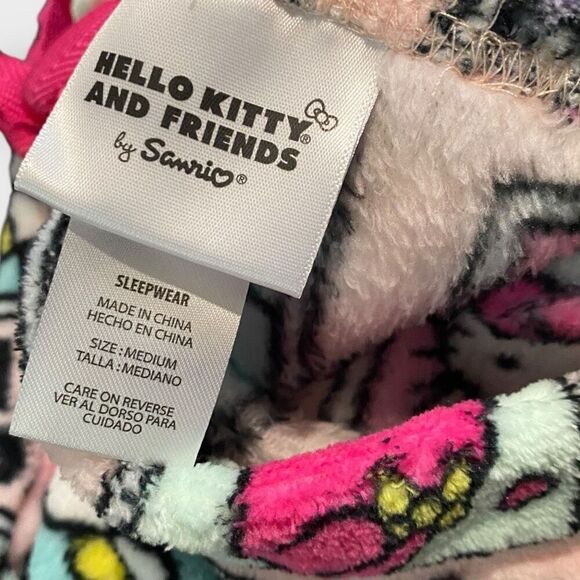 HELLO KITTY®
AND FRIENDS
by Sanrio®
SLEEPWEAR
MADE IN CHINA
HECHO EN CHINA
SIZE : MEDIUM
TALLA : MEDIANO
CARE ON REVERSE
VER AL DORSO PARA
CUIDADO